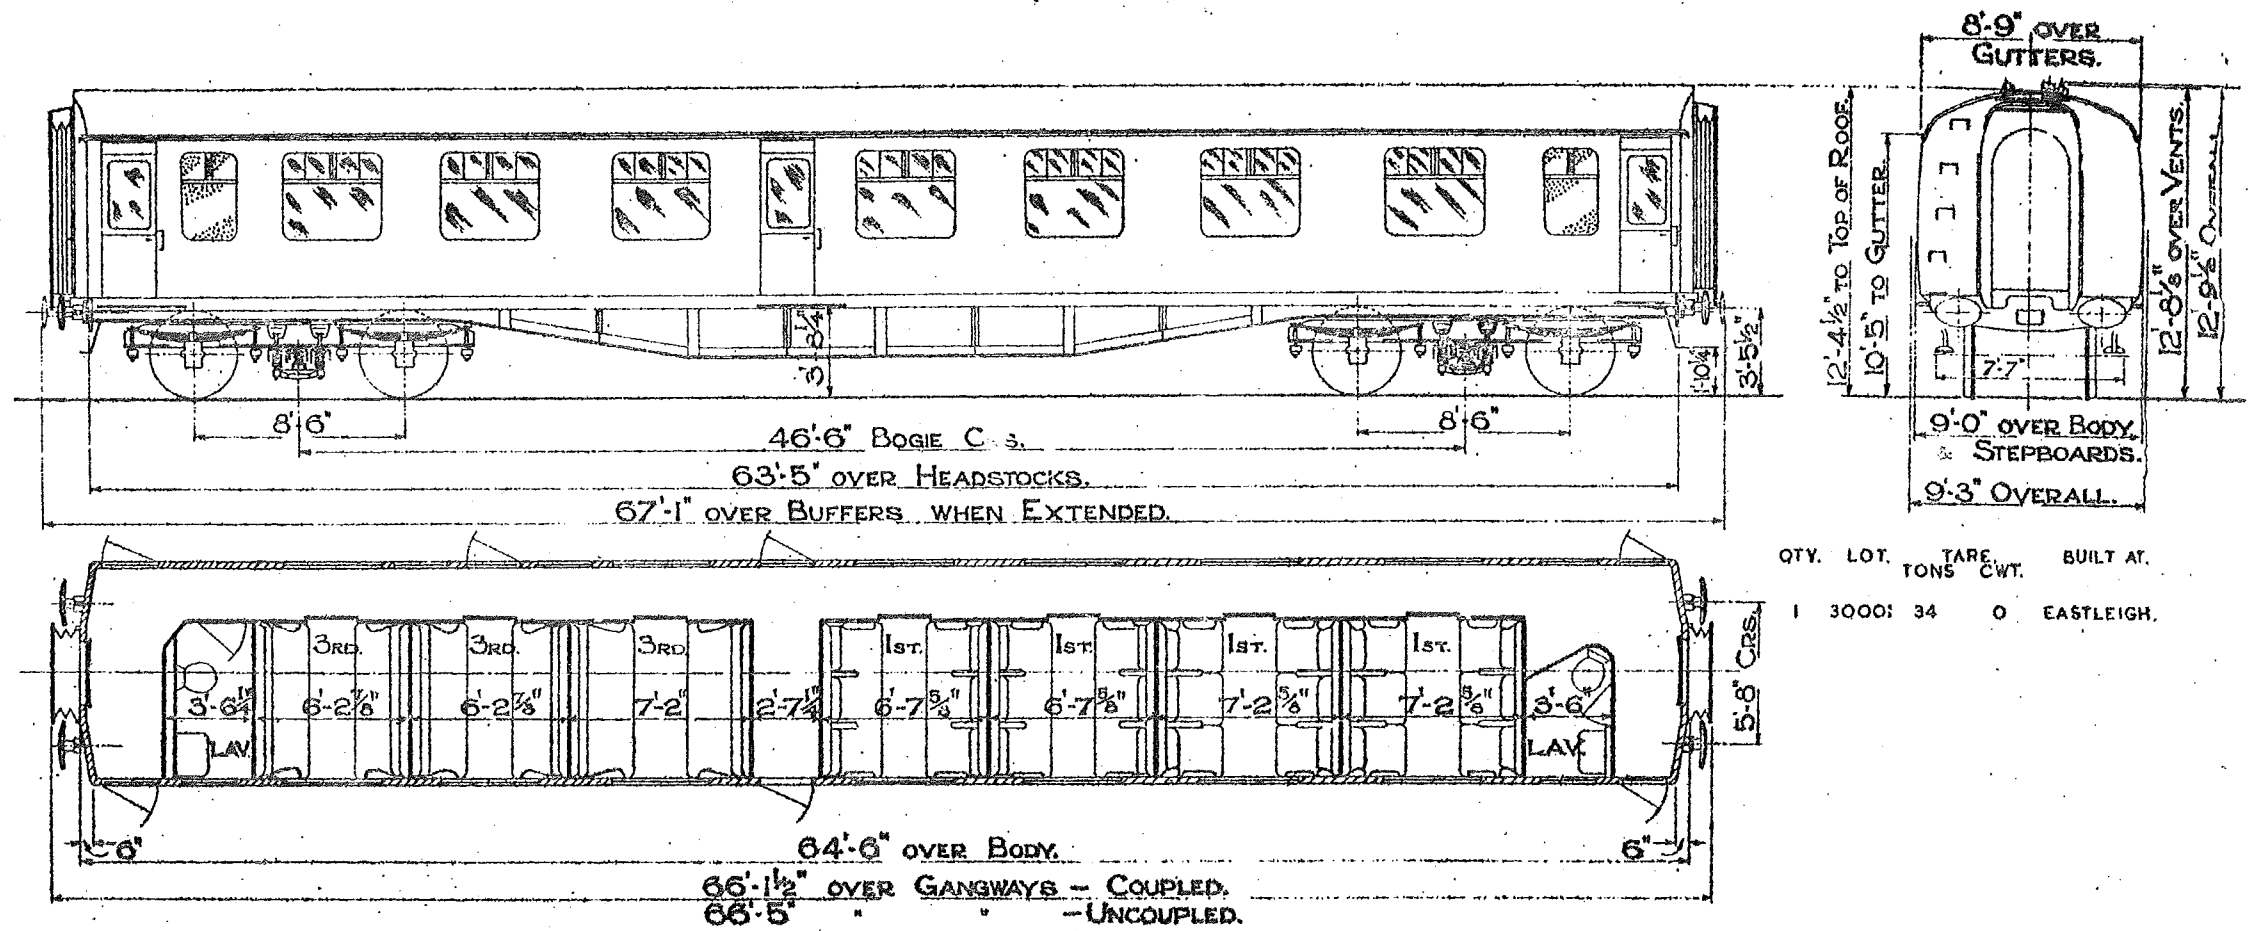 8'-9" OVER
GUTTERS.
12'-4½" TO TOP OF ROOF.
10'-5" TO GUTTER.
12'-8⅛" OVER VENTS.
12'-9½" OVERALL
3'-8¼"
1'-10¼"
3'-5½"
7'-7"
8'-6"
8'-6"
46'-6" BOGIE
63'-5" OVER HEADSTOCKS.
67'-1" OVER BUFFERS WHEN EXTENDED.
9'-0" OVER BODY
& STEPBOARDS.
9'-3" OVERALL.
QTY. LOT. TARE. BUILT AT.
TONS CWT.
1 30001 34 0 EASTLEIGH.
3RD. 3RD. 3RD. 1ST. 1ST. 1ST. 1ST.
3'-6¼" 6'-2⅞" 6'-2⅞" 7'-2" 2'-7¼" 6'-7⅝" 6'-7⅝" 7'-2⅝" 7'-2⅝" 3'-6"
LAV. LAV.
5'-8" CRS.
6" 6"
64'-6" OVER BODY.
66'-1½" OVER GANGWAYS – COUPLED.
66'-5" " " – UNCOUPLED.